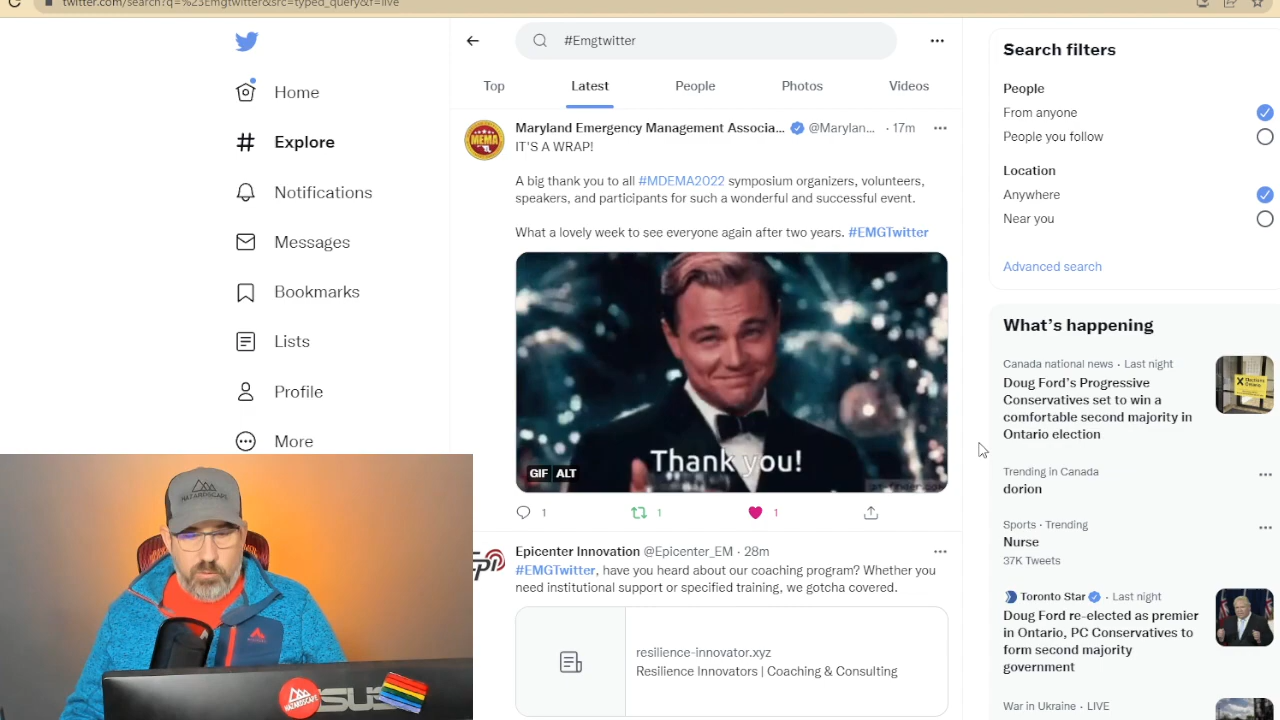 twitter.com/search?q=%23Emgtwitter&src=typed_query&f=live
#Emgtwitter
Top
Latest
People
Photos
Videos
Home
Explore
Notifications
Messages
Bookmarks
Lists
Profile
More
MEMA
Maryland Emergency Management Associa... @Marylan... · 17m
IT'S A WRAP!
A big thank you to all #MDEMA2022 symposium organizers, volunteers,
speakers, and participants for such a wonderful and successful event.
What a lovely week to see everyone again after two years. #EMGTwitter
Thank you!
GIF ALT
1
1
1
Epicenter Innovation @Epicenter_EM · 28m
#EMGTwitter, have you heard about our coaching program? Whether you
need institutional support or specified training, we gotcha covered.
resilience-innovator.xyz
Resilience Innovators | Coaching & Consulting
Search filters
People
From anyone
People you follow
Location
Anywhere
Near you
Advanced search
What's happening
Canada national news · Last night
Doug Ford's Progressive
Conservatives set to win a
comfortable second majority in
Ontario election
Trending in Canada
dorion
Sports · Trending
Nurse
37K Tweets
Toronto Star · Last night
Doug Ford re-elected as premier
in Ontario, PC Conservatives to
form second majority
government
War in Ukraine · LIVE
HAZARDSCAPE
HAZARDSCAPE
ASUS